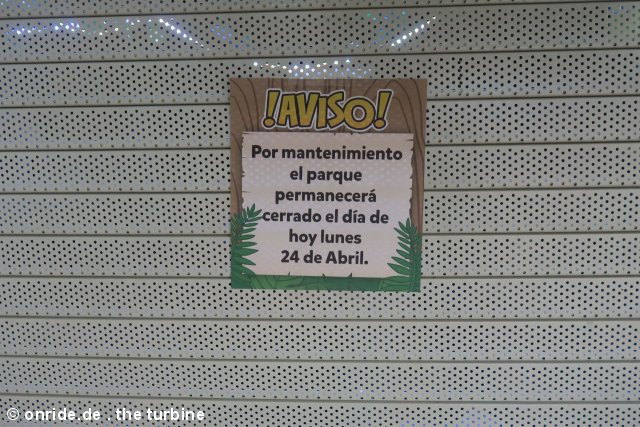 !AVISO!
Por mantenimiento
el parque
permanecerá
cerrado el día de
hoy lunes
24 de Abril.
© onride.de . the turbine